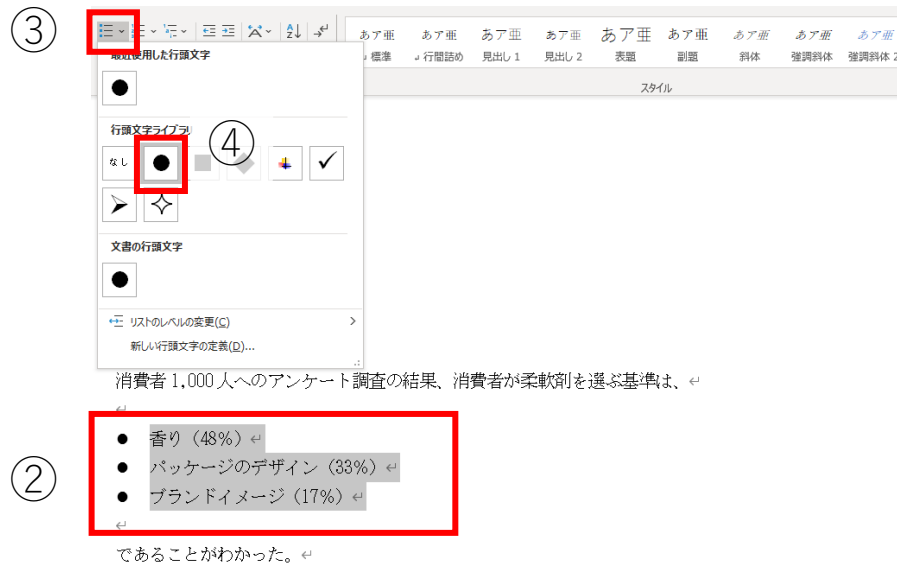 ③
あア亜 あア亜 あア亜 あア亜 あア亜 あア亜 あア亜 あア亜 あア亜
標準 行間詰め 見出し 1 見出し 2 表題 副題 斜体 強調斜体 強調斜体 2
スタイル
最近使用した行頭文字
行頭文字ライブラリ
④
なし
文書の行頭文字
リストのレベルの変更(C)
新しい行頭文字の定義(D)...
消費者 1,000 人へのアンケート調査の結果、消費者が柔軟剤を選ぶ基準は、
②
● 香り（48%）
● パッケージのデザイン（33%）
● ブランドイメージ（17%）
であることがわかった。